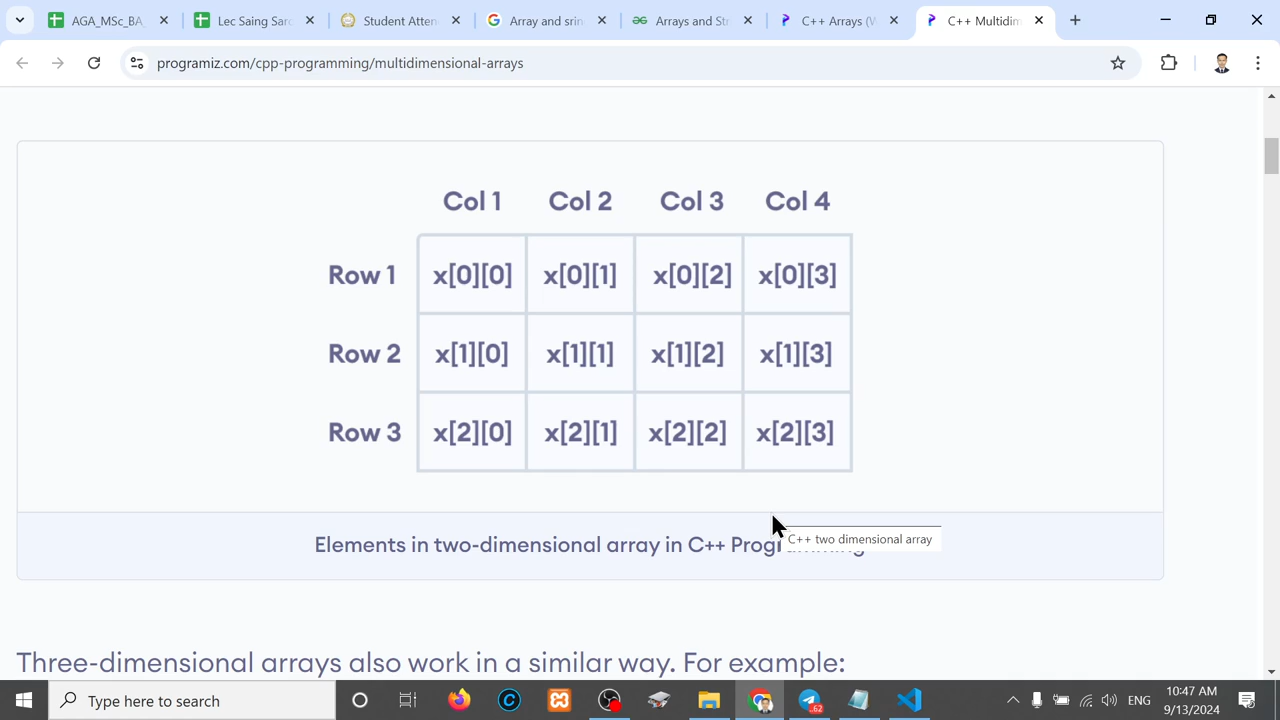 AGA_MSc_BA_
Lec Saing Saro
Student Atten
Array and srin
Arrays and Str
C++ Arrays (W
C++ Multidim
programiz.com/cpp-programming/multidimensional-arrays
Col 1 Col 2 Col 3 Col 4
Row 1 x[0][0] x[0][1] x[0][2] x[0][3]
Row 2 x[1][0] x[1][1] x[1][2] x[1][3]
Row 3 x[2][0] x[2][1] x[2][2] x[2][3]
Elements in two-dimensional array in C++ Programming
C++ two dimensional array
Three-dimensional arrays also work in a similar way. For example:
Type here to search
.62
ENG
10:47 AM
9/13/2024